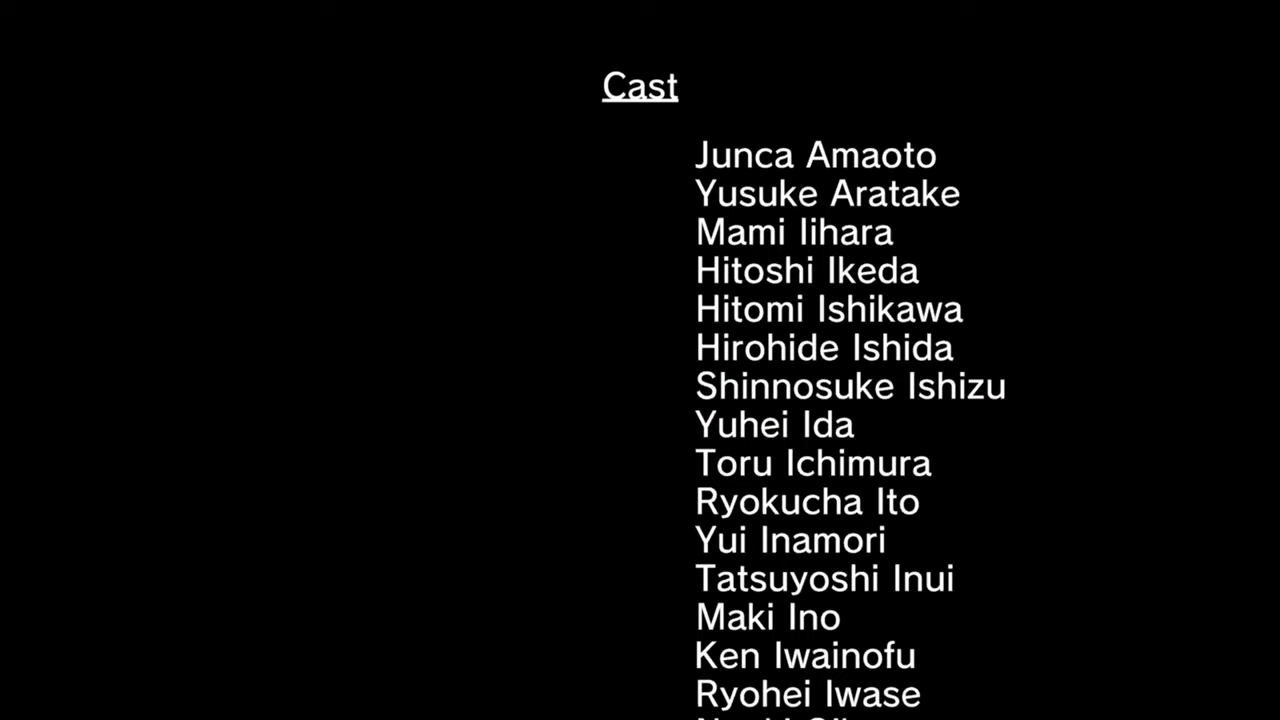 Cast
Junca Amaoto
Yusuke Aratake
Mami Iihara
Hitoshi Ikeda
Hitomi Ishikawa
Hirohide Ishida
Shinnosuke Ishizu
Yuhei Ida
Toru Ichimura
Ryokucha Ito
Yui Inamori
Tatsuyoshi Inui
Maki Ino
Ken Iwainofu
Ryohei Iwase